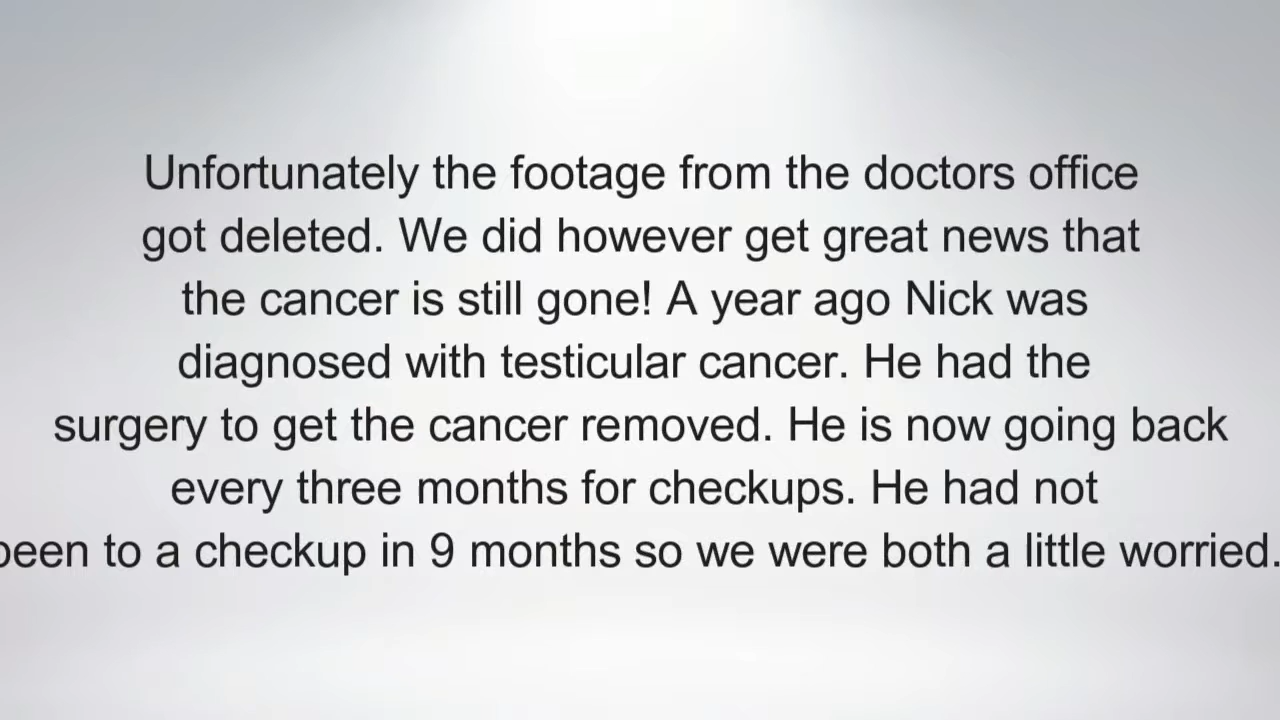 Unfortunately the footage from the doctors office
got deleted. We did however get great news that
the cancer is still gone! A year ago Nick was
diagnosed with testicular cancer. He had the
surgery to get the cancer removed. He is now going back
every three months for checkups. He had not
been to a checkup in 9 months so we were both a little worried.